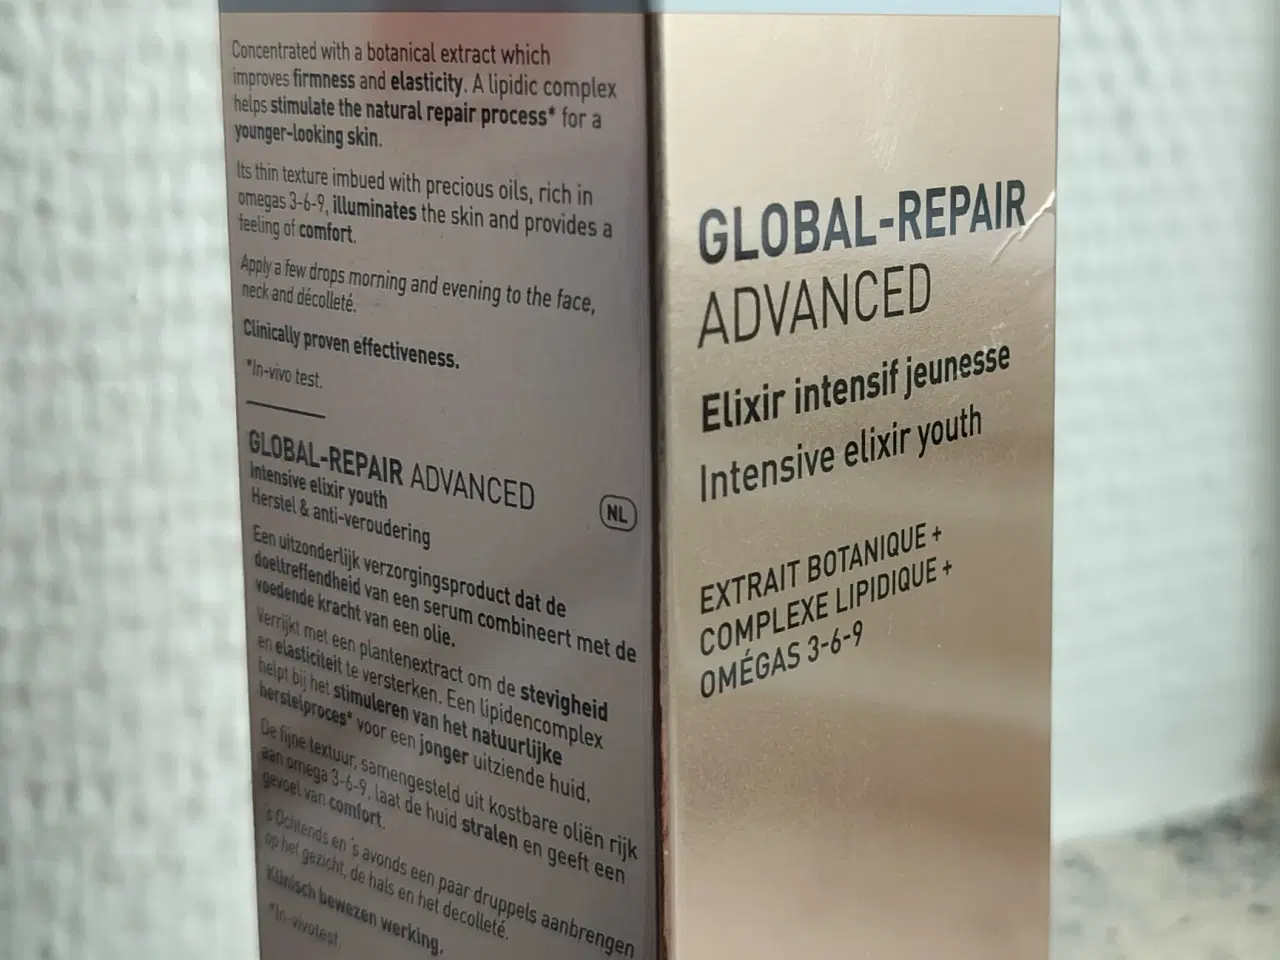 Concentrated with a botanical extract which
improves firmness and elasticity. A lipidic complex
helps stimulate the natural repair process* for a
younger-looking skin.
Its thin texture imbued with precious oils, rich in
omegas 3-6-9, illuminates the skin and provides a
feeling of comfort.
Apply a few drops morning and evening to the face,
neck and décolleté.
Clinically proven effectiveness.
*In-vivo test.
GLOBAL-REPAIR ADVANCED
Intensive elixir youth
Herstel & anti-veroudering
NL
Een uitzonderlijk verzorgingsproduct dat de
doeltreffendheid van een serum combineert met de
voedende kracht van een olie.
Verrijkt met een plantenextract om de stevigheid
en elasticiteit te versterken. Een lipidencomplex
helpt bij het stimuleren van het natuurlijke
herstelproces* voor een jonger uitziende huid.
De fijne textuur, samengesteld uit kostbare oliën rijk
aan omega 3-6-9, laat de huid stralen en geeft een
gevoel van comfort.
's Ochtends en 's avonds een paar druppels aanbrengen
op het gezicht, de hals en het decolleté.
Klinisch bewezen werking.
*In-vivotest.
GLOBAL-REPAIR
ADVANCED
Elixir intensif jeunesse
Intensive elixir youth
EXTRAIT BOTANIQUE +
COMPLEXE LIPIDIQUE +
OMÉGAS 3-6-9